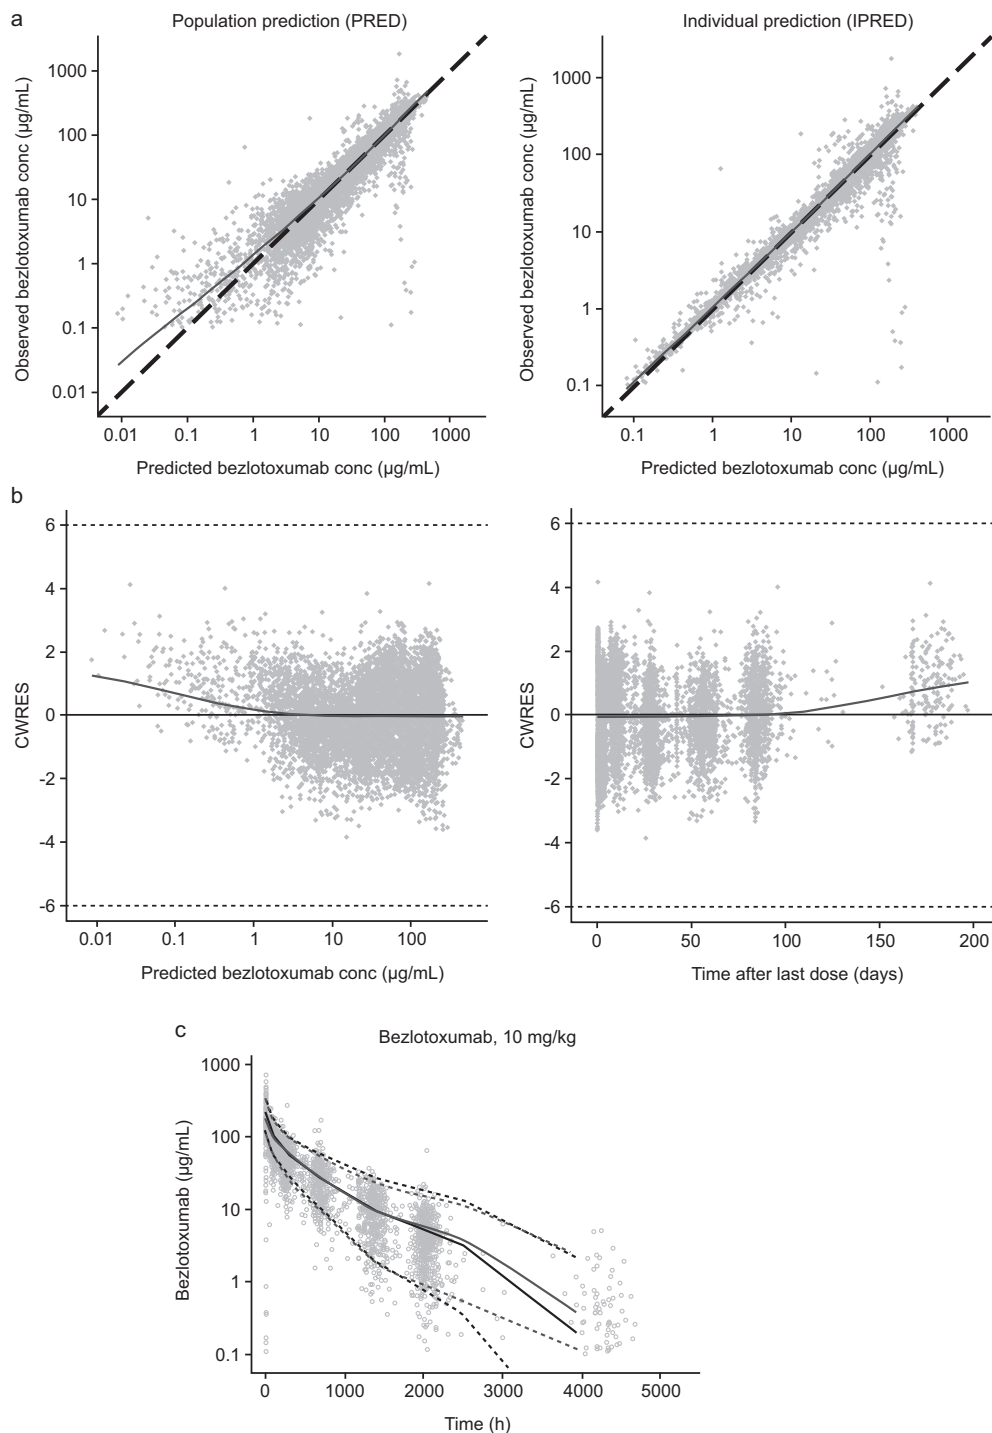 a
Population prediction (PRED)
Individual prediction (IPRED)
Observed bezlotoxumab conc (µg/mL)
1000
100
10
1
0.1
0.01
0.01 0.1 1 10 100 1000
Predicted bezlotoxumab conc (µg/mL)
Observed bezlotoxumab conc (µg/mL)
1000
100
10
1
0.1
0.1 1 10 100 1000
Predicted bezlotoxumab conc (µg/mL)
b
CWRES
6
4
2
0
-2
-4
-6
0.01 0.1 1 10 100
Predicted bezlotoxumab conc (µg/mL)
CWRES
6
4
2
0
-2
-4
-6
0 50 100 150 200
Time after last dose (days)
c
Bezlotoxumab, 10 mg/kg
Bezlotoxumab (µg/mL)
1000
100
10
1
0.1
0 1000 2000 3000 4000 5000
Time (h)